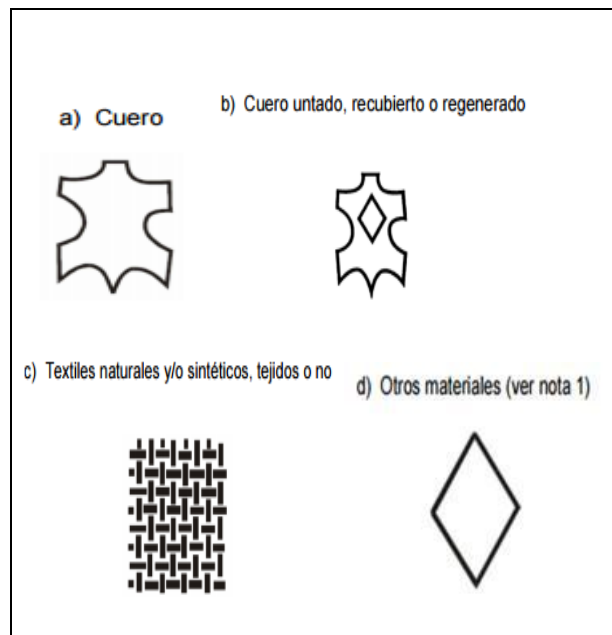 a) Cuero
b) Cuero untado, recubierto o regenerado
c) Textiles naturales y/o sintéticos, tejidos o no
d) Otros materiales (ver nota 1)